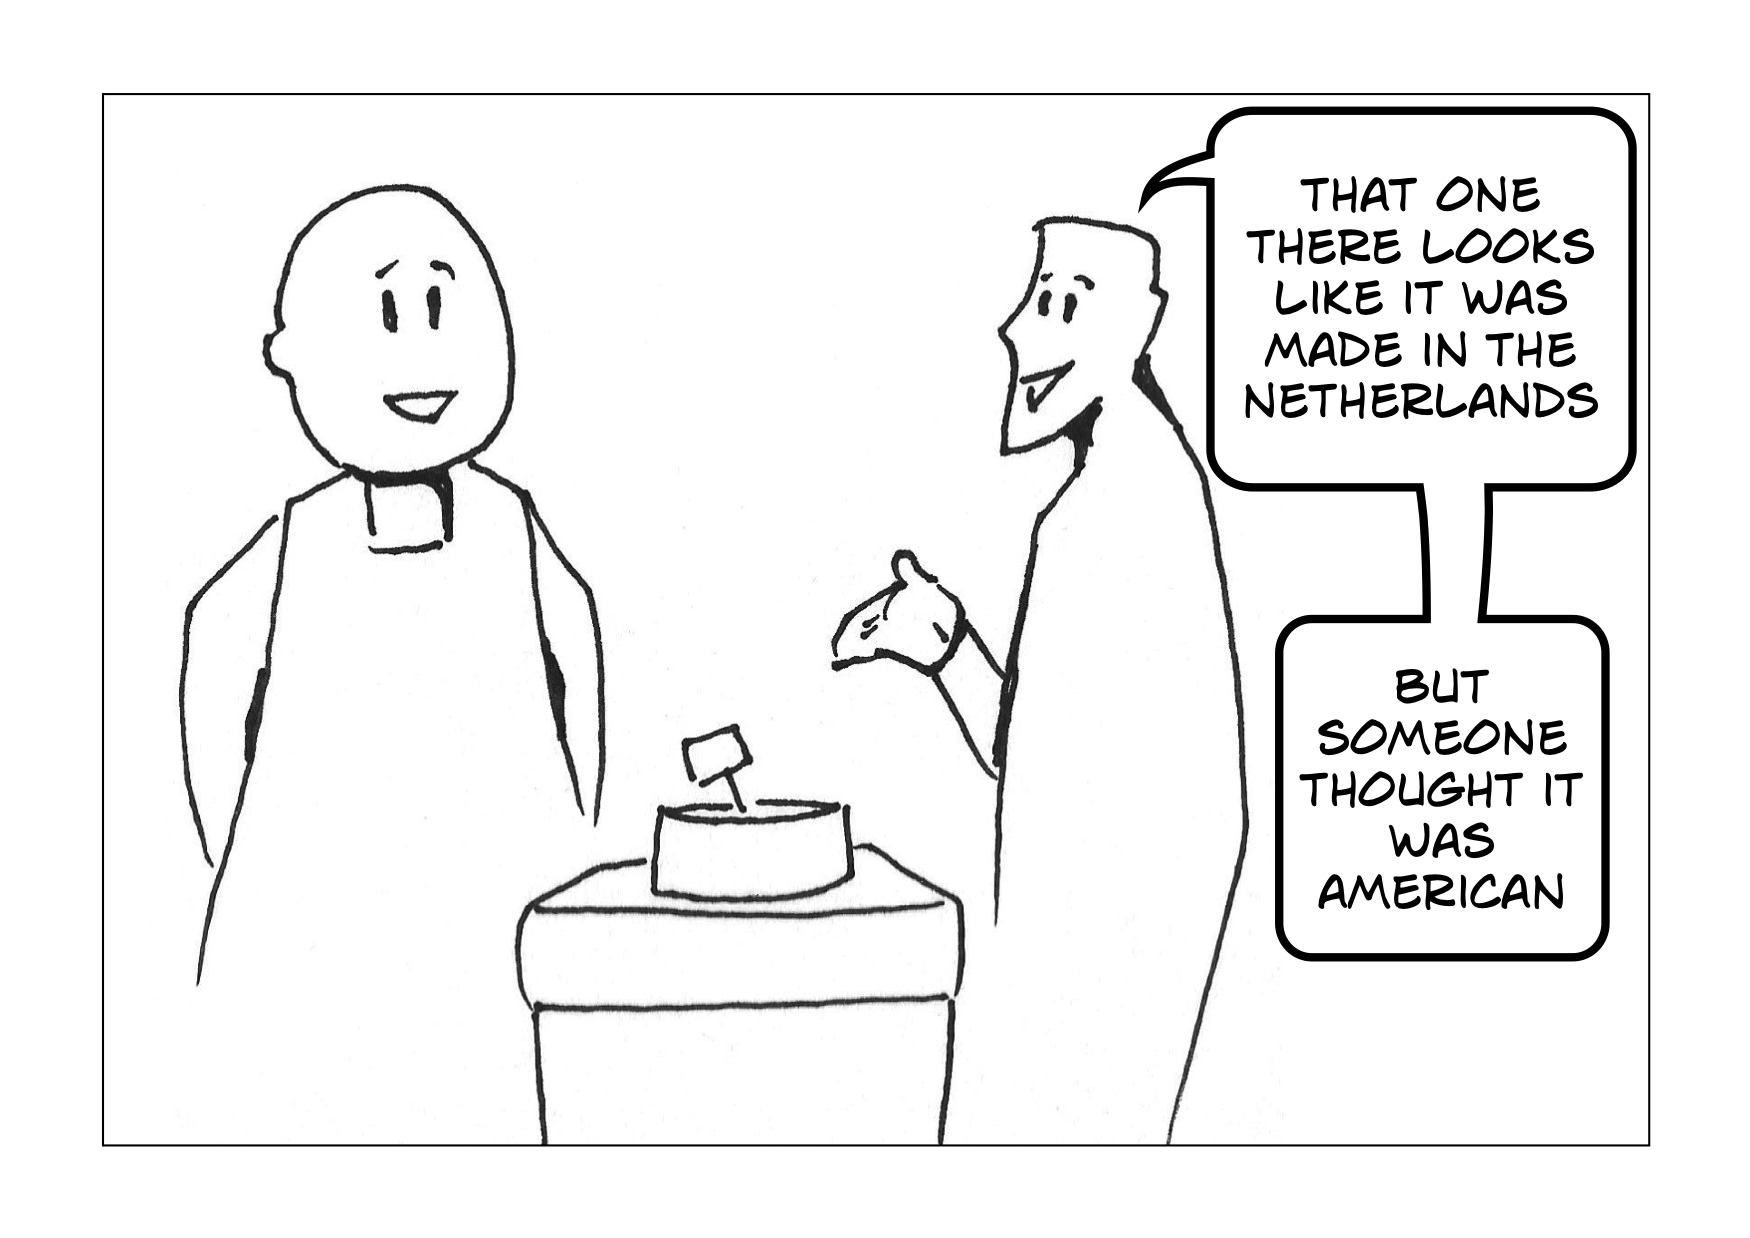 THAT ONE
THERE LOOKS
LIKE IT WAS
MADE IN THE
NETHERLANDS
BUT
SOMEONE
THOUGHT IT
WAS
AMERICAN